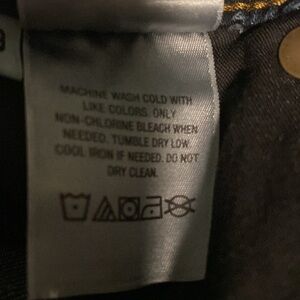 MACHINE WASH COLD WITH
LIKE COLORS. ONLY
NON-CHLORINE BLEACH WHEN
NEEDED. TUMBLE DRY LOW.
COOL IRON IF NEEDED. DO NOT
DRY CLEAN.